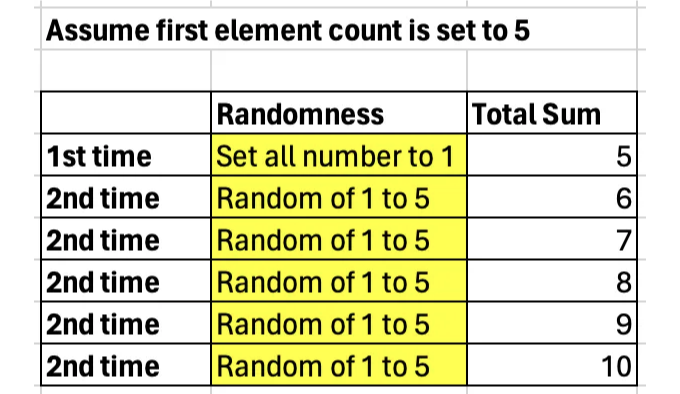 Assume first element count is set to 5
Randomness Total Sum
1st time Set all number to 1 5
2nd time Random of 1 to 5 6
2nd time Random of 1 to 5 7
2nd time Random of 1 to 5 8
2nd time Random of 1 to 5 9
2nd time Random of 1 to 5 10